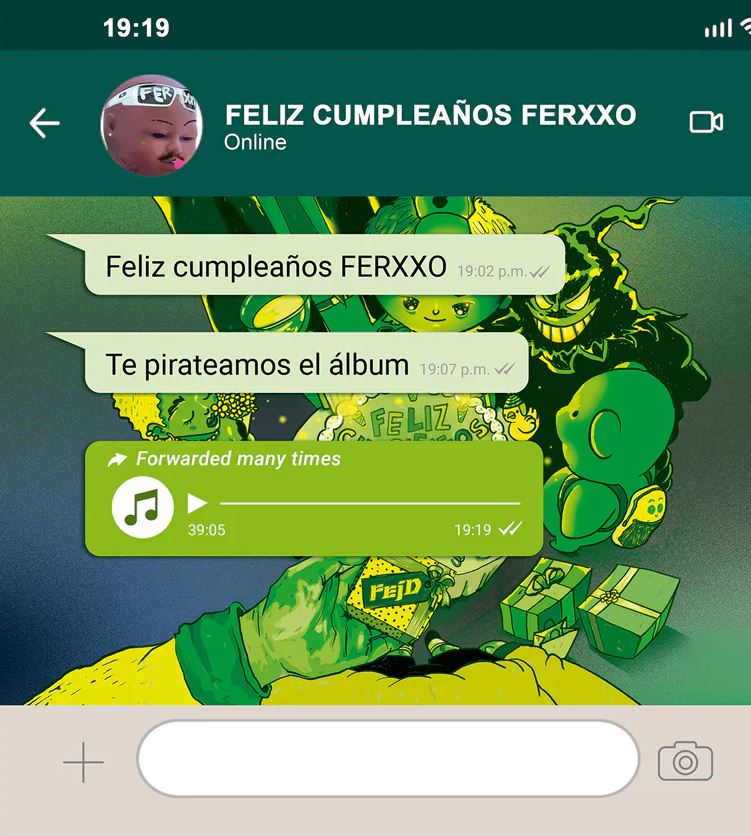 19:19
FERXXO
FELIZ CUMPLEAÑOS FERXXO
Online
Feliz cumpleaños FERXXO 19:02 p.m.
Te pirateamos el álbum 19:07 p.m.
FELIZ
Forwarded many times
39:05 19:19
FEID